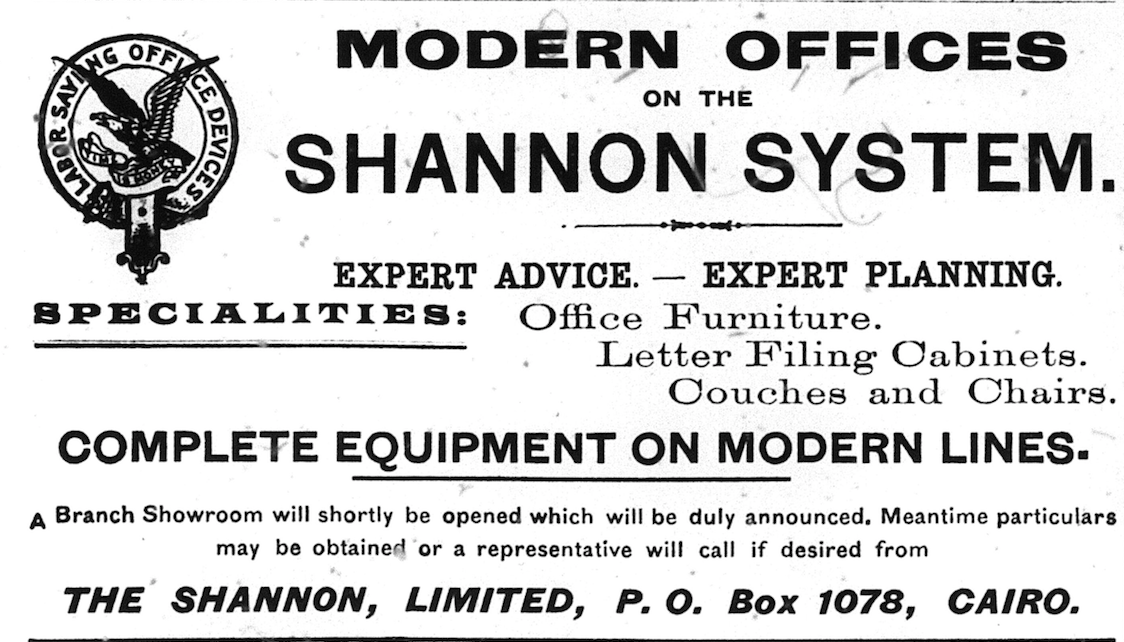 LABOR SAVING OFFICE DEVICES
MODERN OFFICES
ON THE
SHANNON SYSTEM.
EXPERT ADVICE. — EXPERT PLANNING.
SPECIALITIES: Office Furniture.
Letter Filing Cabinets.
Couches and Chairs.
COMPLETE EQUIPMENT ON MODERN LINES.
A Branch Showroom will shortly be opened which will be duly announced. Meantime particulars
may be obtained or a representative will call if desired from
THE SHANNON, LIMITED, P. O. Box 1078, CAIRO.